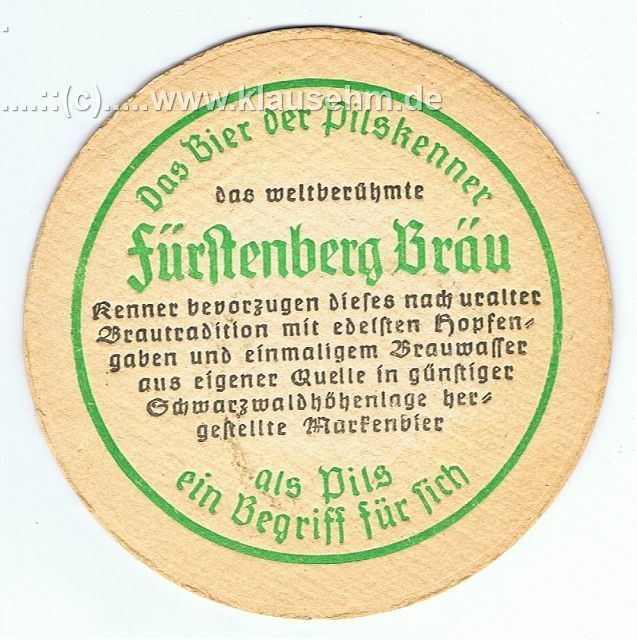 .....::(c).....www.klausehm.de
Das Bier der Pilskenner
das weltberühmte
Fürstenberg Bräu
Kenner bevorzugen dieses nach uralter
Brautradition mit edelsten Hopfen-
gaben und einmaligem Brauwasser
aus eigener Quelle in günstiger
Schwarzwaldhöhenlage her-
gestellte Markenbier
als Pils
ein Begriff für sich